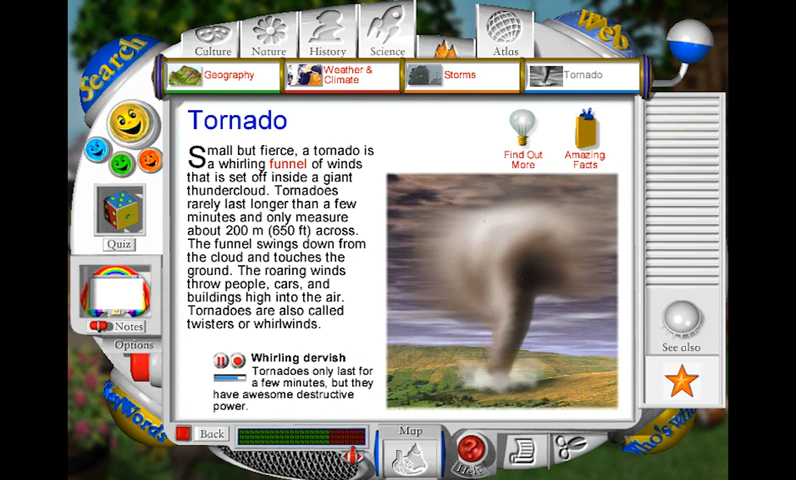 Search
Culture
Nature
History
Science
Atlas
Web
Geography
Weather &
Climate
Storms
Tornado
Tornado
Find Out
More
Amazing
Facts
Small but fierce, a tornado is
a whirling funnel of winds
that is set off inside a giant
thundercloud. Tornadoes
rarely last longer than a few
minutes and only measure
about 200 m (650 ft) across.
The funnel swings down from
the cloud and touches the
ground. The roaring winds
throw people, cars, and
buildings high into the air.
Tornadoes are also called
twisters or whirlwinds.
Whirling dervish
Tornadoes only last for
a few minutes, but they
have awesome destructive
power.
Quiz
Notes
Options
See also
Back
Map
Help
Who's Who